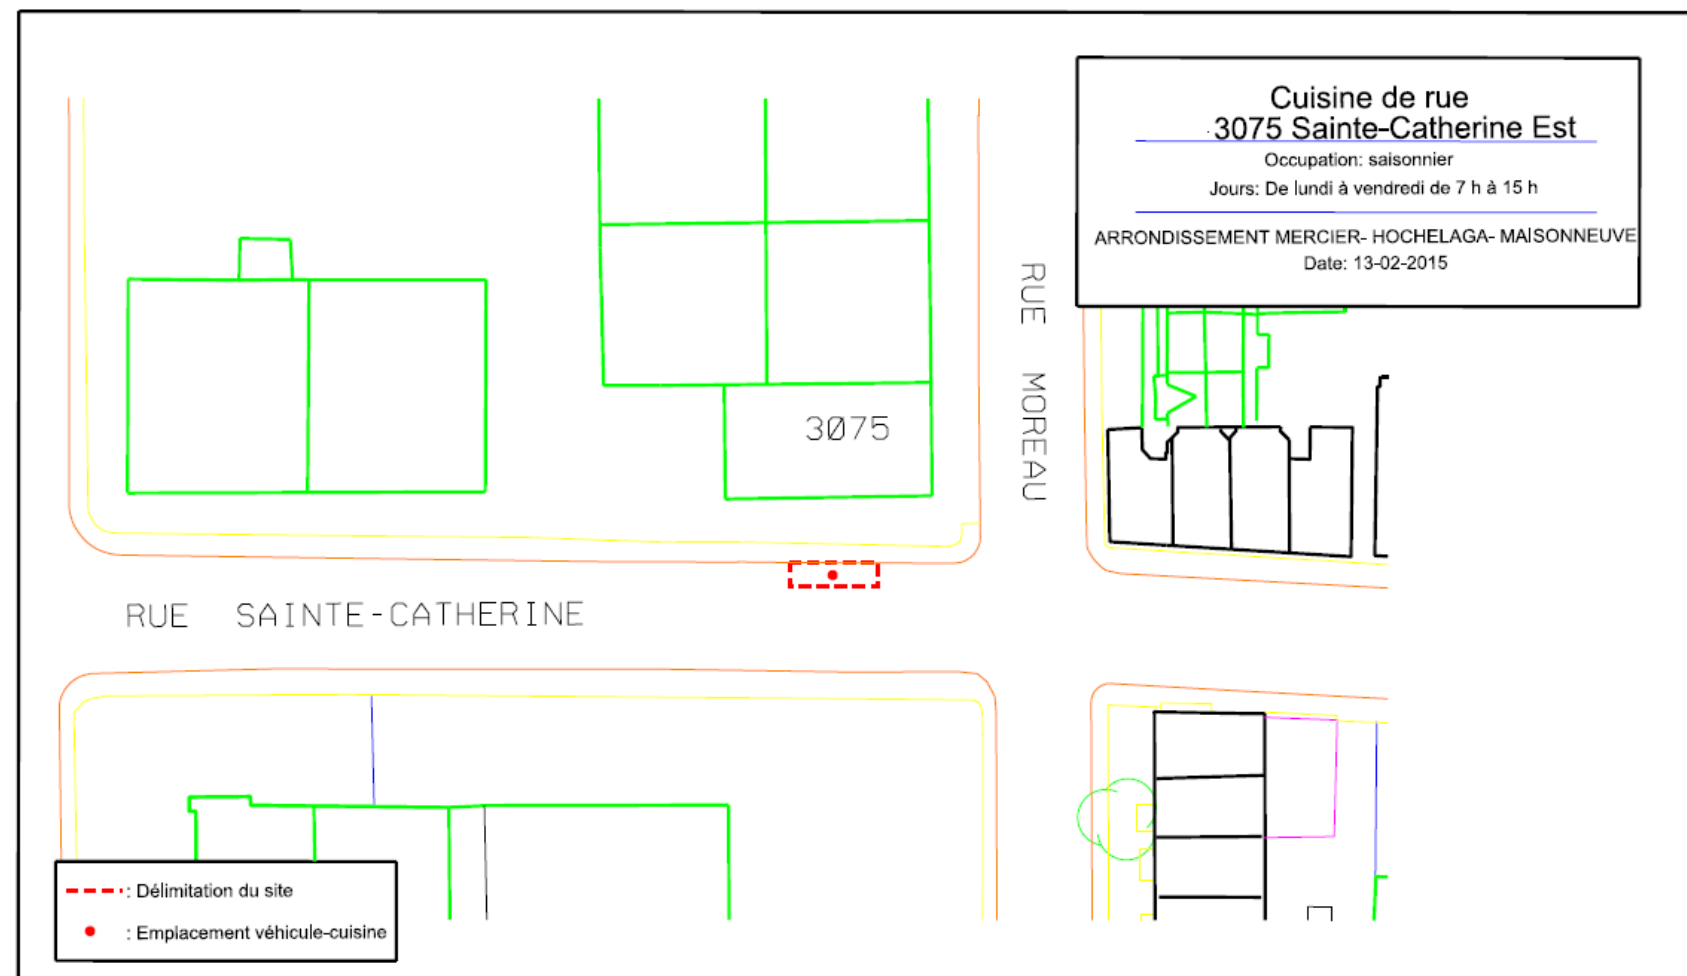 Cuisine de rue
3075 Sainte-Catherine Est
Occupation: saisonnier
Jours: De lundi à vendredi de 7 h à 15 h
ARRONDISSEMENT MERCIER- HOCHELAGA- MAISONNEUVE
Date: 13-02-2015
RUE MOREAU
3075
RUE SAINTE-CATHERINE
: Délimitation du site
: Emplacement véhicule-cuisine